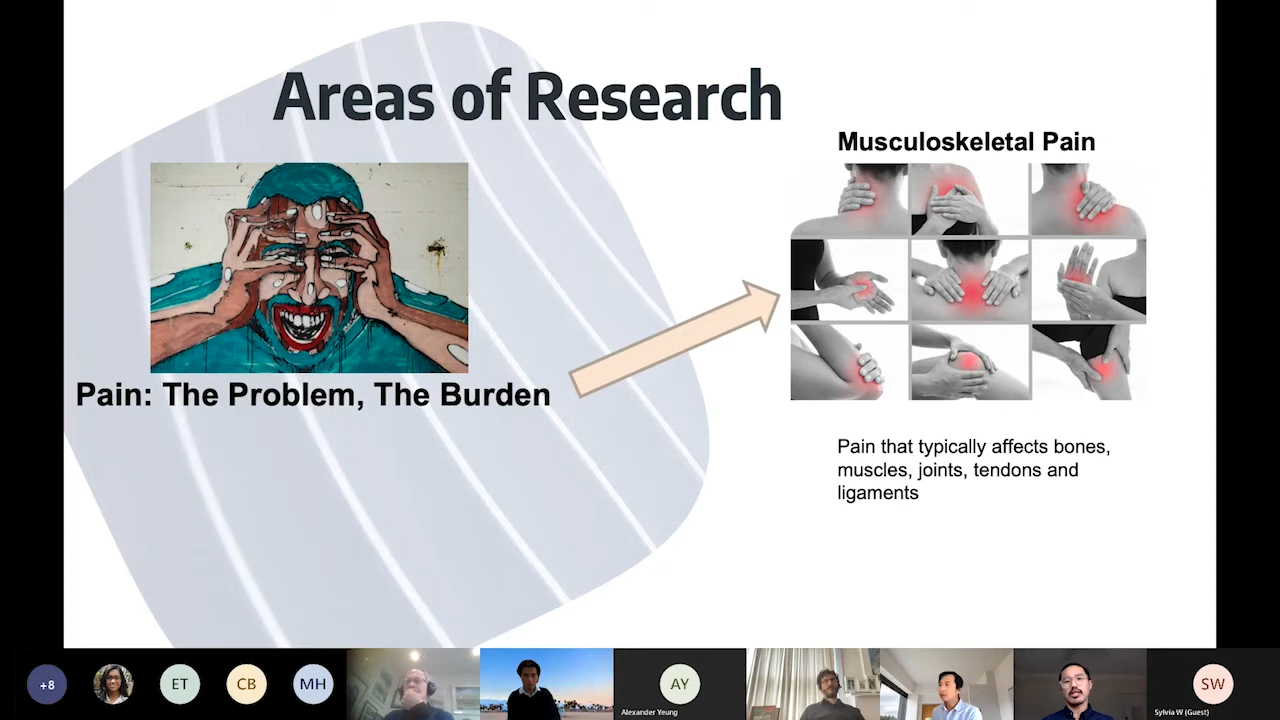 Areas of Research
Musculoskeletal Pain
Pain: The Problem, The Burden
Pain that typically affects bones,
muscles, joints, tendons and
ligaments
+8
ET
CB
MH
AY
Alexander Yeung
SW
Sylvia W (Guest)